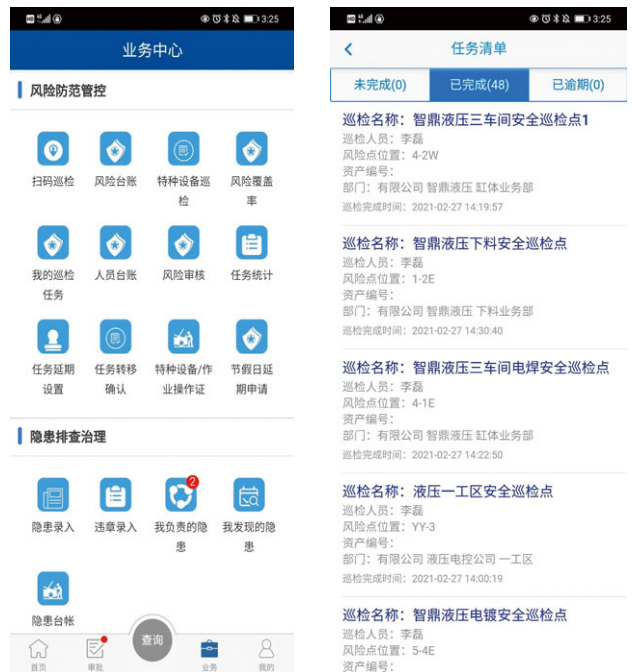 3:25
业务中心
风险防范管控
扫码巡检
风险台账
特种设备巡
检
风险覆盖
率
我的巡检
任务
人员台账
风险审核
任务统计
任务延期
设置
任务转移
确认
特种设备/作
业操作证
节假日延
期申请
隐患排查治理
隐患录入
违章录入
2
我负责的隐
患
我发现的隐
患
隐患台帐
首页
审批
查询
业务
我的
3:25
任务清单
未完成(0)
已完成(48)
已逾期(0)
巡检名称：智鼎液压三车间安全巡检点1
巡检人员：李磊
风险点位置：4-2W
资产编号：
部门：有限公司 智鼎液压 缸体业务部
巡检完成时间：2021-02-27 14:19:57
巡检名称：智鼎液压下料安全巡检点
巡检人员：李磊
风险点位置：1-2E
资产编号：
部门：有限公司 智鼎液压 下料业务部
巡检完成时间：2021-02-27 14:30:40
巡检名称：智鼎液压三车间电焊安全巡检点
巡检人员：李磊
风险点位置：4-1E
资产编号：
部门：有限公司 智鼎液压 缸体业务部
巡检完成时间：2021-02-27 14:22:50
巡检名称：液压一工区安全巡检点
巡检人员：李磊
风险点位置：YY-3
资产编号：
部门：有限公司 液压电控公司 一工区
巡检完成时间：2021-02-27 14:00:19
巡检名称：智鼎液压电镀安全巡检点
巡检人员：李磊
风险点位置：5-4E
资产编号：